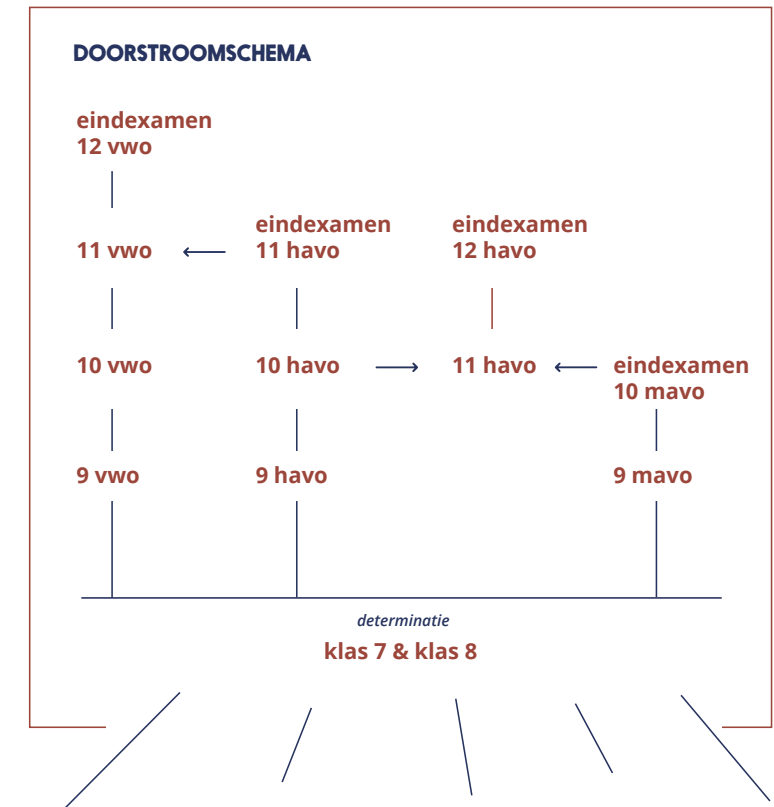 DOORSTROOMSCHEMA
eindexamen
12 vwo
11 vwo
eindexamen
11 havo
eindexamen
12 havo
10 vwo
10 havo
11 havo
eindexamen
10 mavo
9 vwo
9 havo
9 mavo
determinatie
klas 7 & klas 8